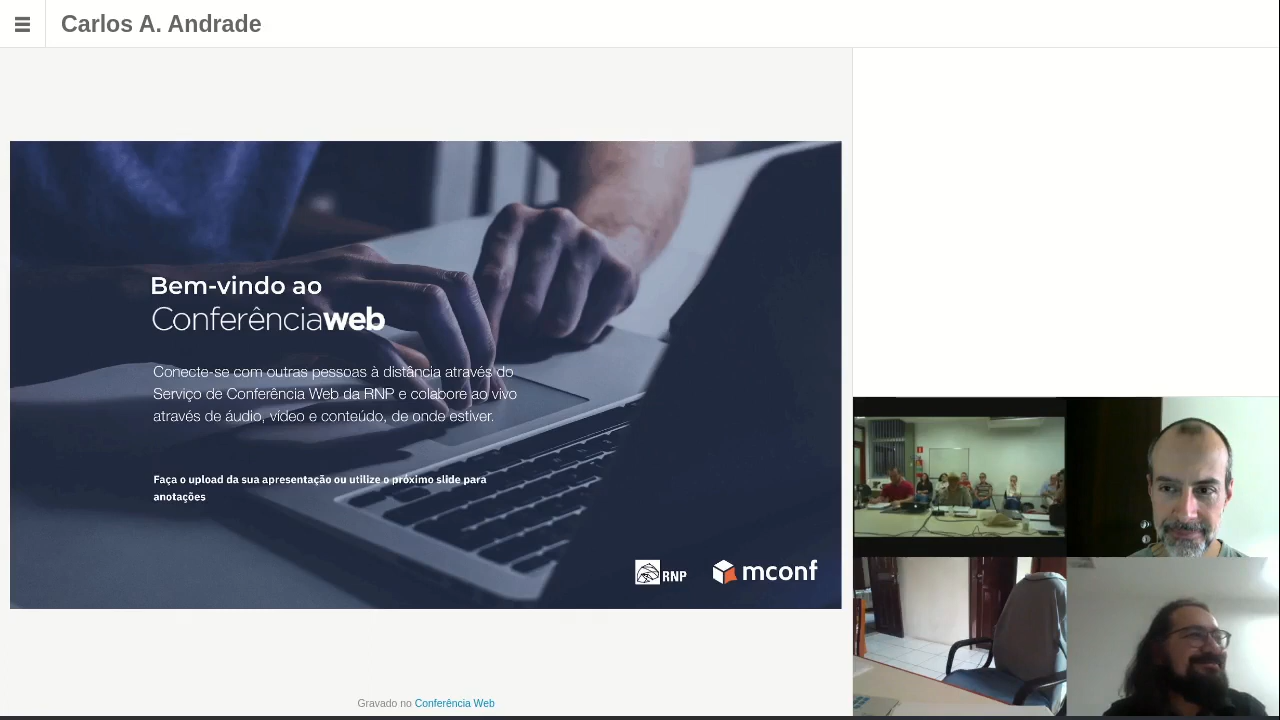 Carlos A. Andrade
Bem-vindo ao
Conferênciaweb
Conecte-se com outras pessoas à distância através do
Serviço de Conferência Web da RNP e colabore ao vivo
através de áudio, vídeo e conteúdo, de onde estiver.
Faça o upload da sua apresentação ou utilize o próximo slide para
anotações
RNP
mconf
Gravado no Conferência Web